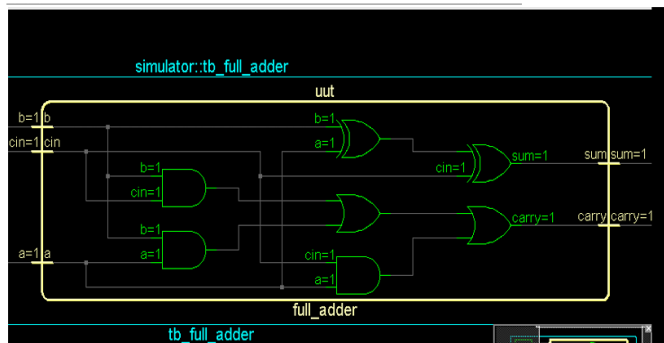 simulator::tb_full_adder
uut
b=1 b
b=1
cin=1 cin
a=1
sum=1
sum sum=1
b=1
cin=1
cin=1
b=1
carry=1
carry carry=1
a=1 a
a=1
cin=1
a=1
full_adder
tb_full_adder